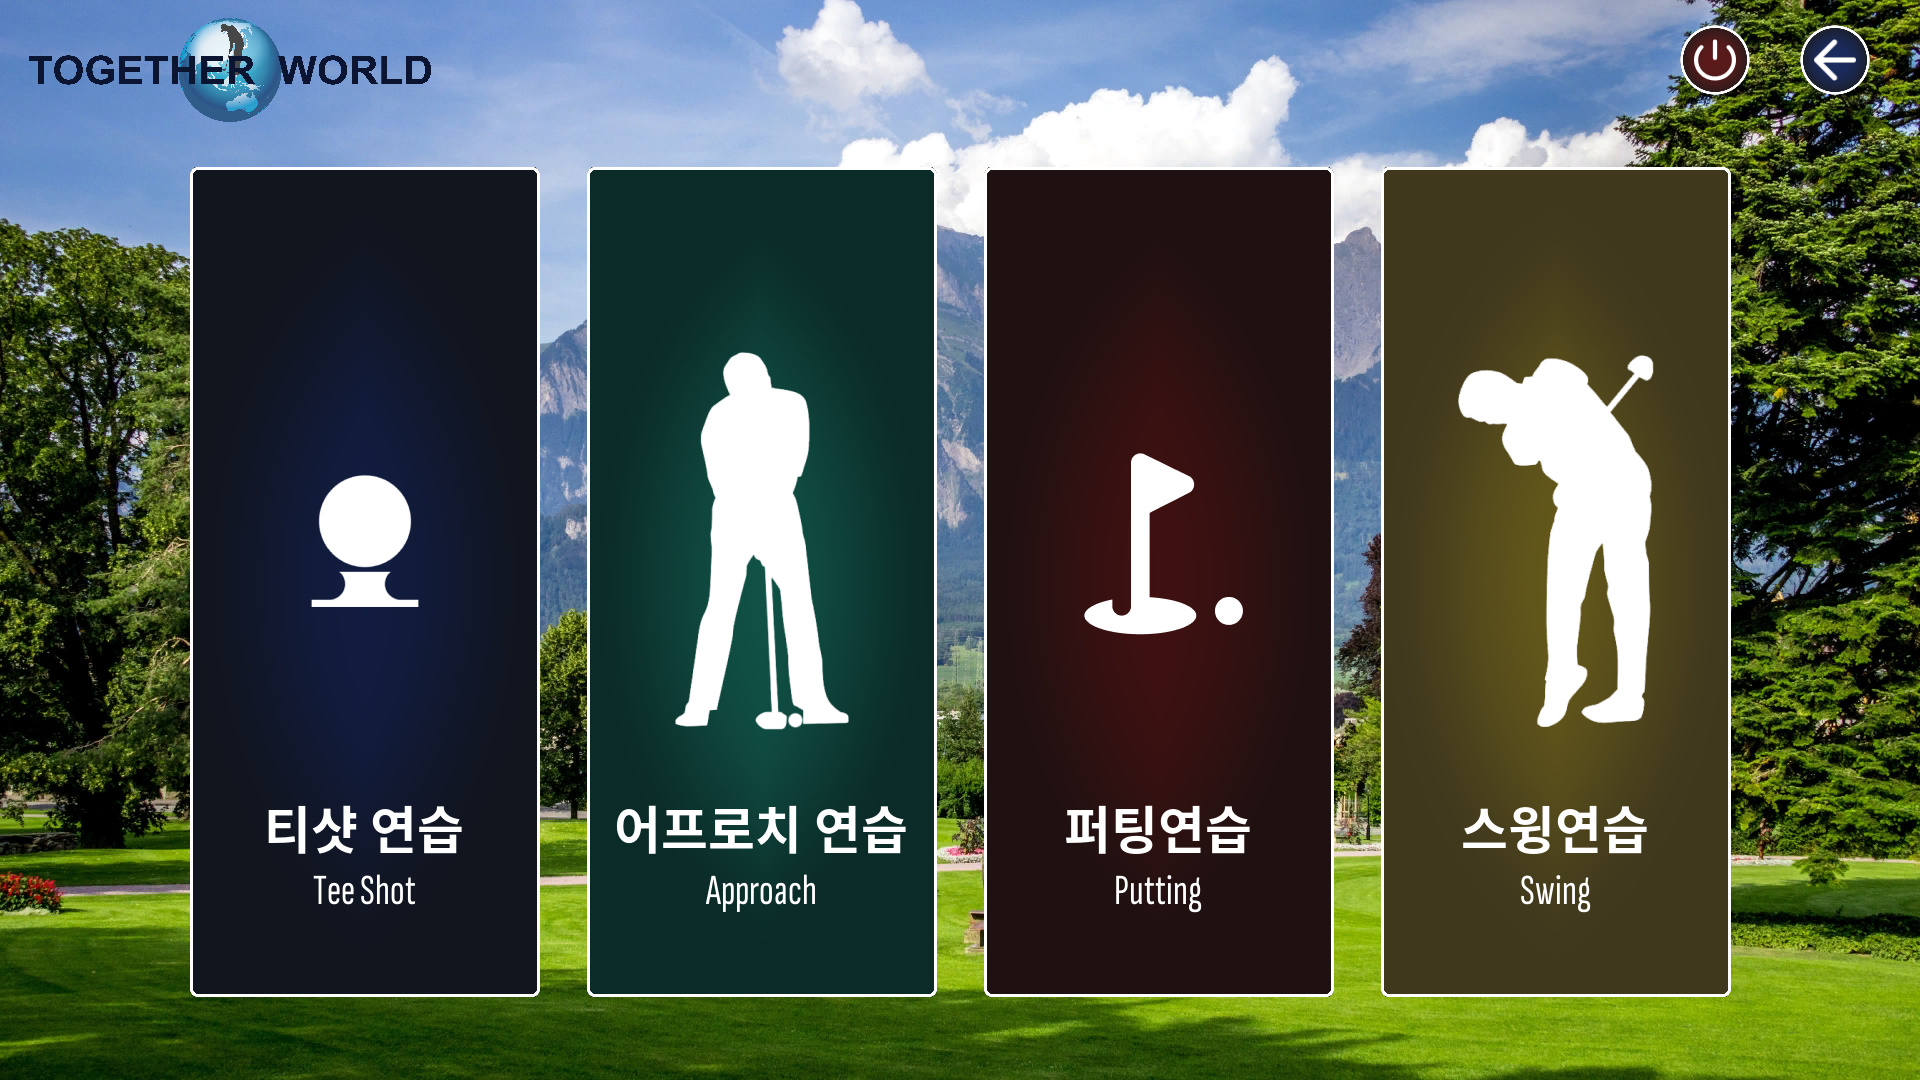 TOGETHER WORLD
티샷 연습
Tee Shot
어프로치 연습
Approach
퍼팅연습
Putting
스윙연습
Swing